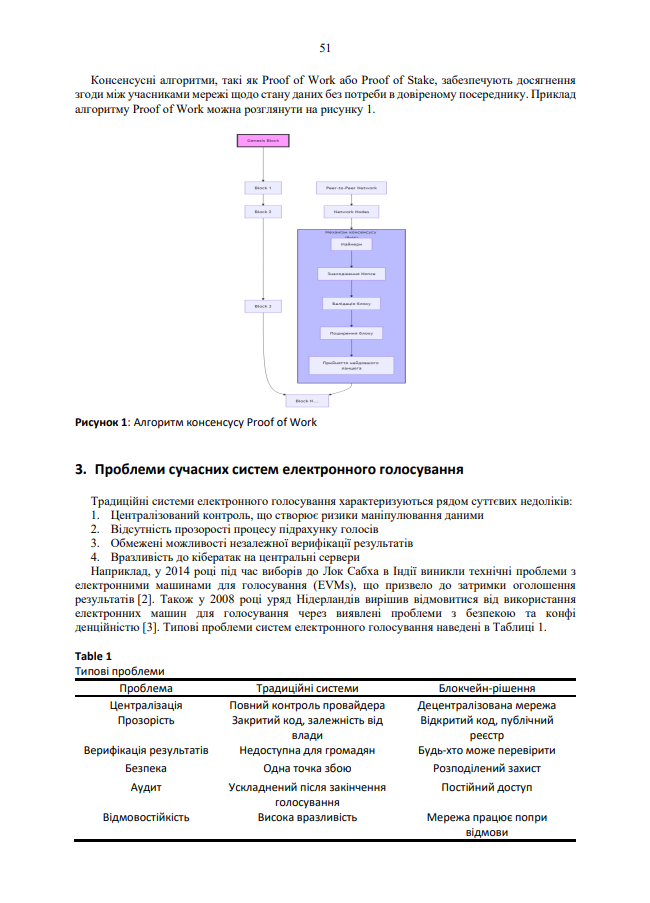 51
Консенсусні алгоритми, такі як Proof of Work або Proof of Stake, забезпечують досягнення
згоди між учасниками мережі щодо стану даних без потреби в довіреному посереднику. Приклад
алгоритму Proof of Work можна розглянути на рисунку 1.
Genesis Block
Block 1
Peer-to-Peer Network
Block 2
Network Nodes
Механізм консенсусу
Майнери
Знаходження
Block 3
Валідація блоку
Поширення блоку
Прийняття найдовшого
ланцюга
Block N...
Рисунок 1: Алгоритм консенсусу Proof of Work
3. Проблеми сучасних систем електронного голосування
Традиційні системи електронного голосування характеризуються рядом суттєвих недоліків:
1. Централізований контроль, що створює ризики маніпулювання даними
2. Відсутність прозорості процесу підрахунку голосів
3. Обмежені можливості незалежної верифікації результатів
4. Вразливість до кібератак на центральні сервери
Наприклад, у 2014 році під час виборів до Лок Сабха в Індії виникли технічні проблеми з
електронними машинами для голосування (EVMs), що призвело до затримки оголошення
результатів [2]. Також у 2008 році уряд Нідерландів вирішив відмовитися від використання
електронних машин для голосування через виявлені проблеми з безпекою та конфі
денційністю [3]. Типові проблеми систем електронного голосування наведені в Таблиці 1.
Table 1
Типові проблеми
Проблема Традиційні системи Блокчейн-рішення
Централізація Повний контроль провайдера Децентралізована мережа
Прозорість Закритий код, залежність від Відкритий код, публічний
влади реєстр
Верифікація результатів Недоступна для громадян Будь-хто може перевірити
Безпека Одна точка збою Розподілений захист
Аудит Ускладнений після закінчення Постійний доступ
голосування
Відмовостійкість Висока вразливість Мережа працює попри
відмови